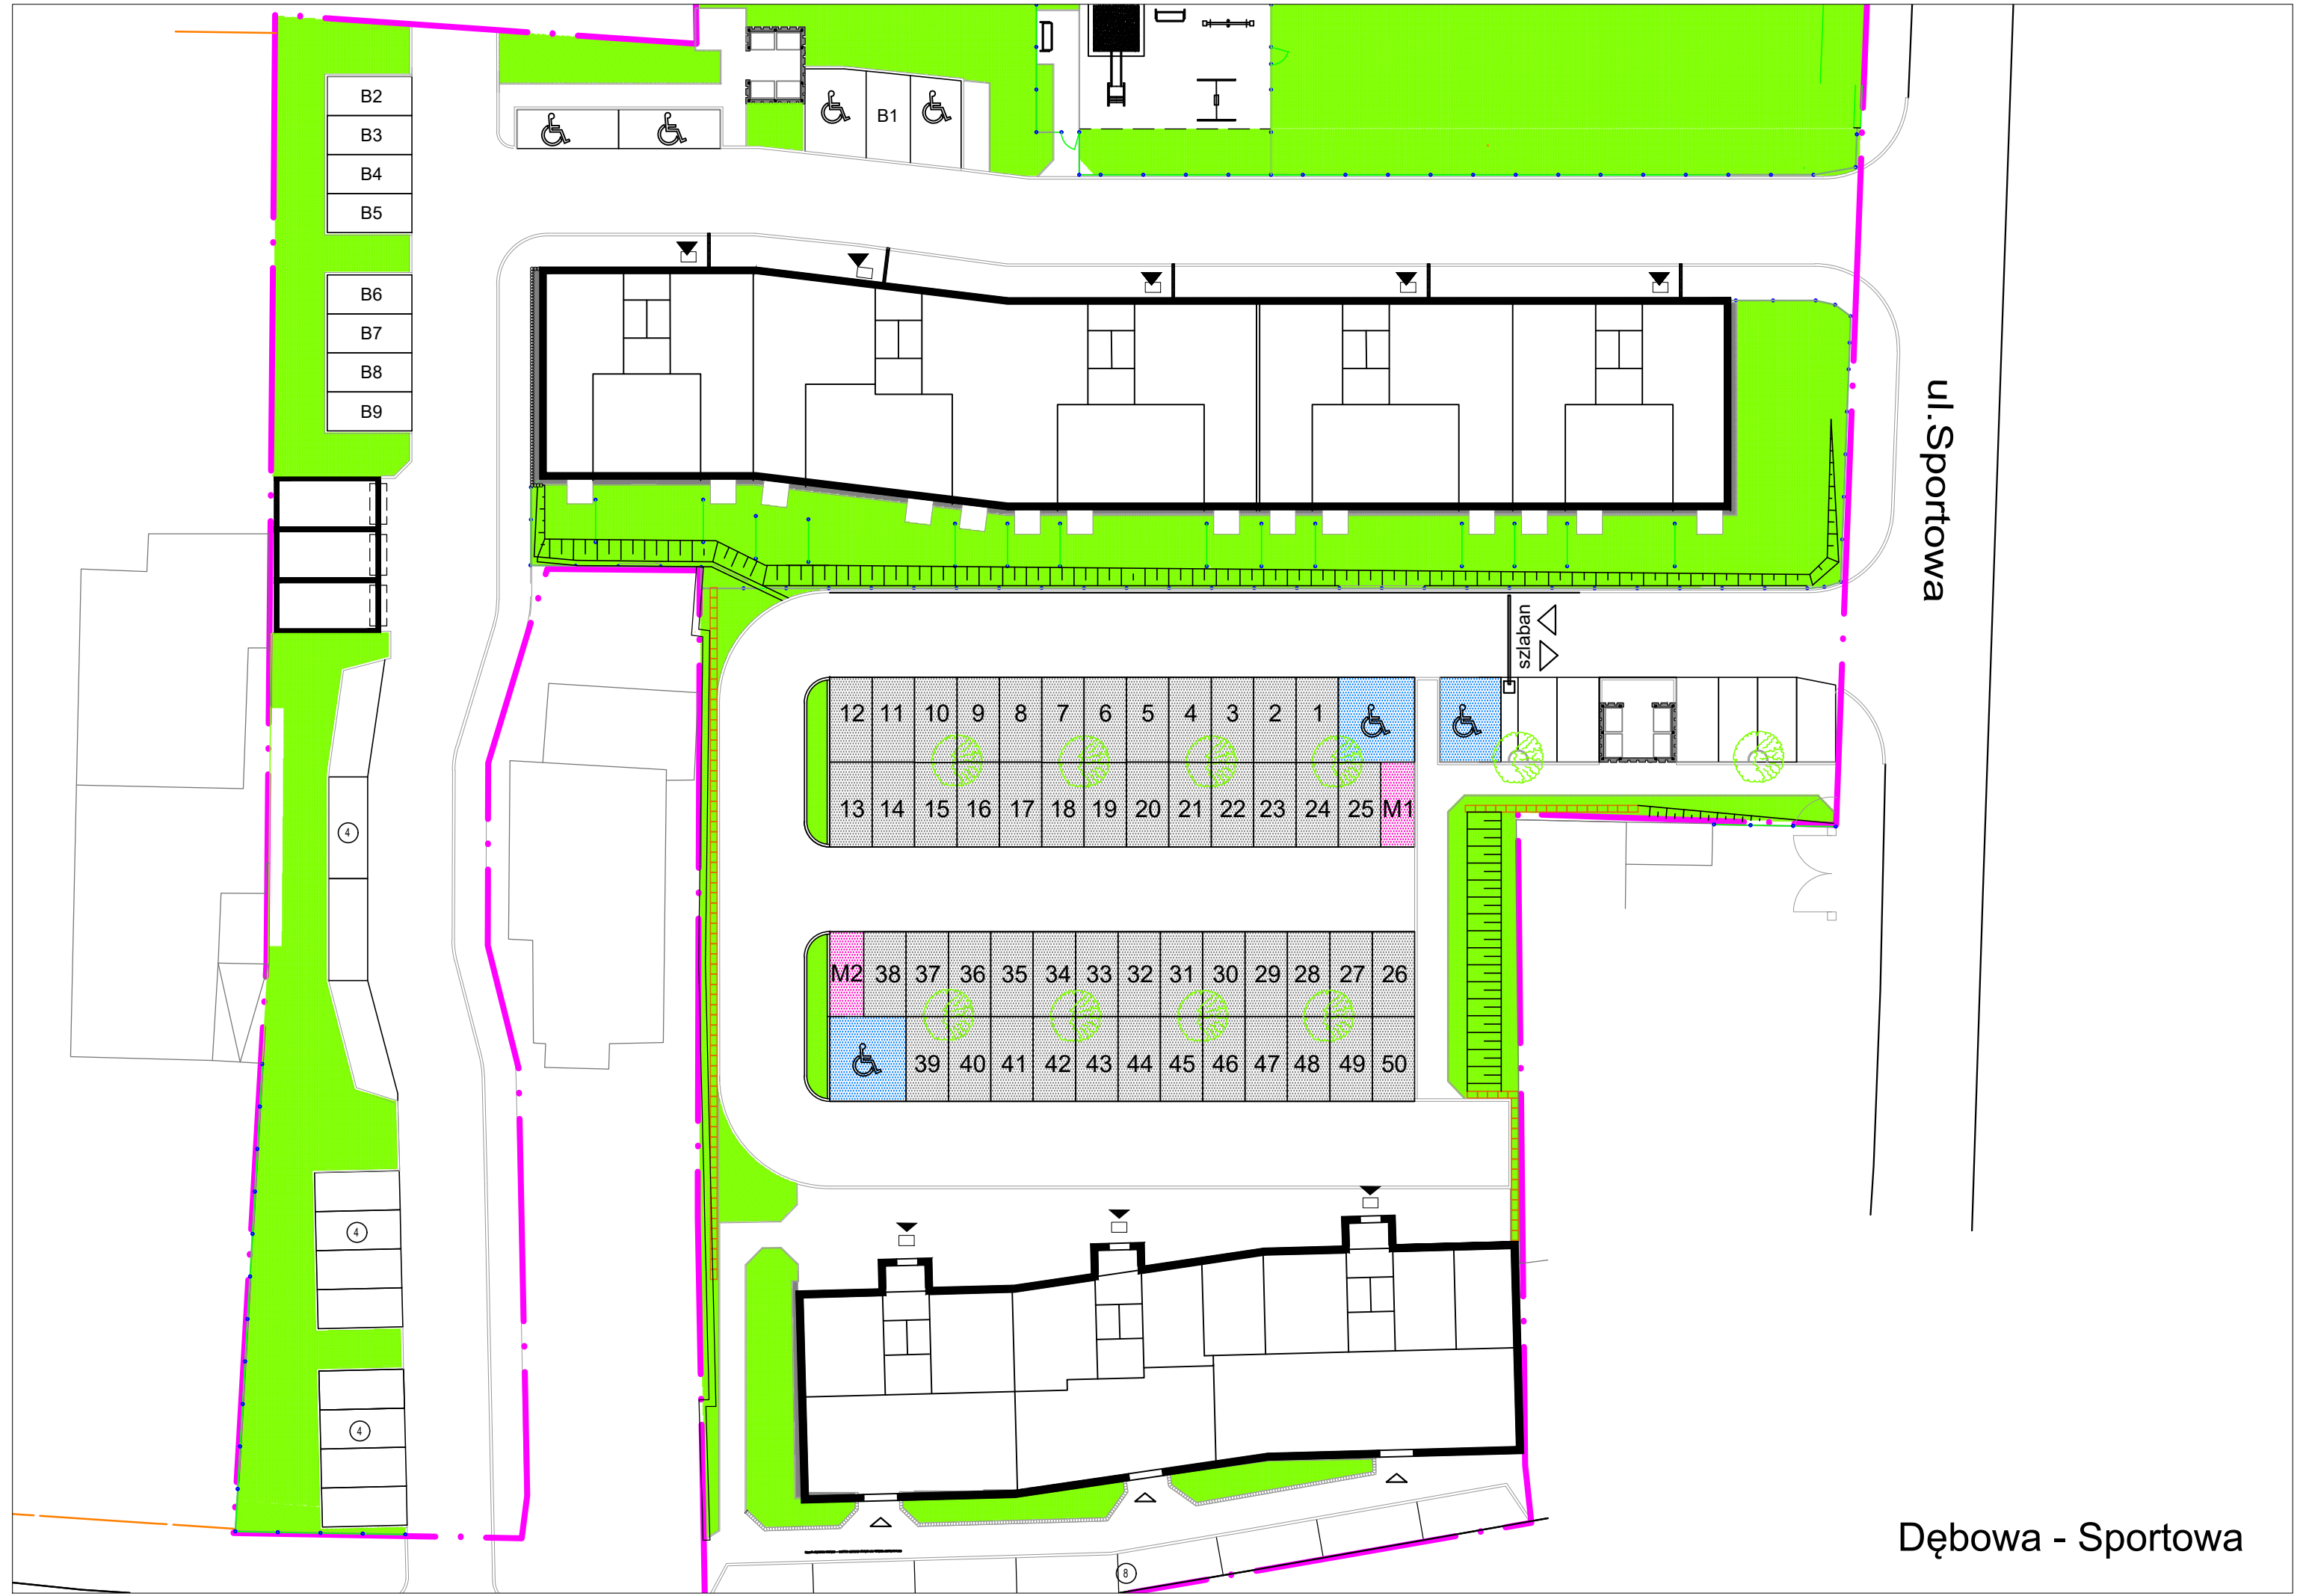 B2
B3
B4
B5
B1
B6
B7
B8
B9
ul.Sportowa
szlaban
12 11 10 9 8 7 6 5 4 3 2 1
13 14 15 16 17 18 19 20 21 22 23 24 25 M1
4
M2 38 37 36 35 34 33 32 31 30 29 28 27 26
39 40 41 42 43 44 45 46 47 48 49 50
4
4
8
Dębowa - Sportowa